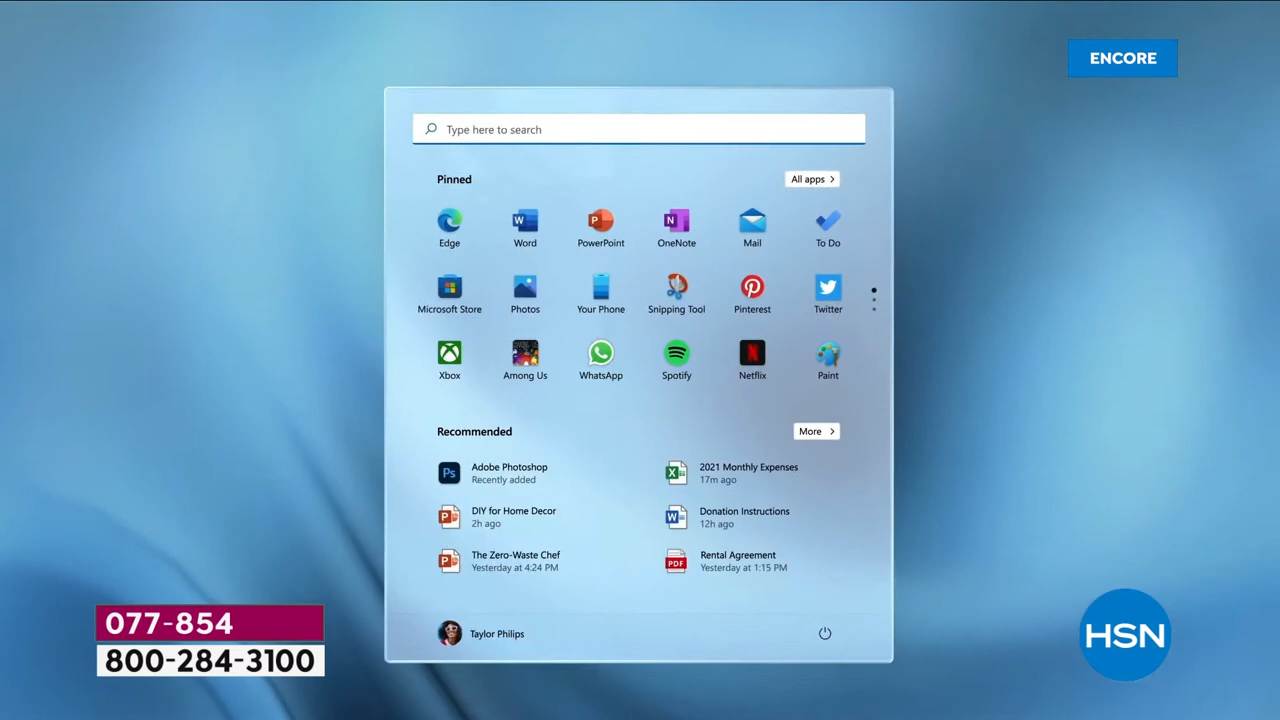 ENCORE
Type here to search
Pinned
All apps >
Edge
Word
PowerPoint
OneNote
Mail
To Do
Microsoft Store
Photos
Your Phone
Snipping Tool
Pinterest
Twitter
Xbox
Among Us
WhatsApp
Spotify
Netflix
Paint
Recommended
More >
Ps
Adobe Photoshop
Recently added
2021 Monthly Expenses
17m ago
DIY for Home Decor
2h ago
Donation Instructions
12h ago
The Zero-Waste Chef
Yesterday at 4:24 PM
PDF
Rental Agreement
Yesterday at 1:15 PM
Taylor Philips
077-854
800-284-3100
HSN